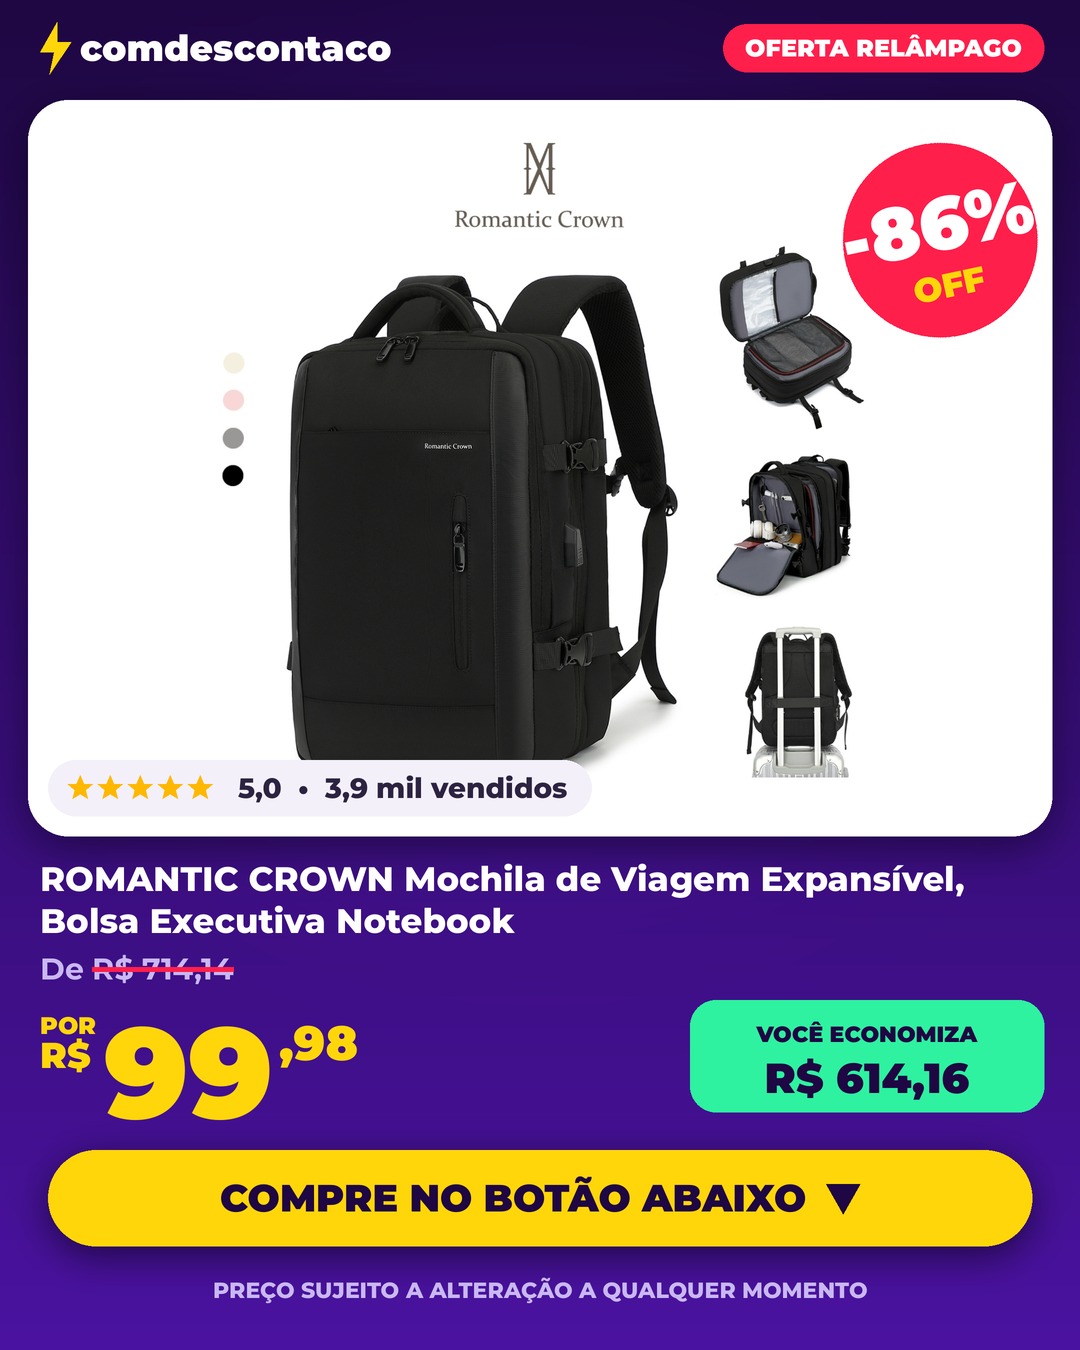 comdescontaco
OFERTA RELÂMPAGO
Romantic Crown
-86%
OFF
Romantic Crown
5,0 • 3,9 mil vendidos
ROMANTIC CROWN Mochila de Viagem Expansível,
Bolsa Executiva Notebook
De R$ 714,14
POR
R$ 99,98
VOCÊ ECONOMIZA
R$ 614,16
COMPRE NO BOTÃO ABAIXO ▼
PREÇO SUJEITO A ALTERAÇÃO A QUALQUER MOMENTO